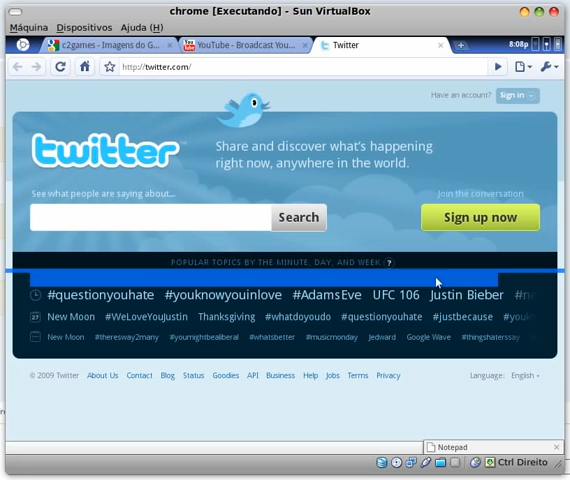 chrome [Executando] - Sun VirtualBox
Máquina Dispositivos Ajuda (H)
c2games - Imagens do G... YouTube - Broadcast You... Twitter 8:08p
http://twitter.com/
Have an account? Sign in
twitter
Share and discover what's happening
right now, anywhere in the world.
See what people are saying about... Join the conversation
Search Sign up now
POPULAR TOPICS BY THE MINUTE, DAY, AND WEEK ?
#questionyouhate #youknowyouinlove #AdamsEve UFC 106 Justin Bieber
27 New Moon #WeLoveYouJustin Thanksgiving #whatdoyoudo #questionyouhate #justbecause
New Moon #theresway2many #youmightbealiberal #whatsbetter #musicmonday Jedward Google Wave #thingshaterssay
© 2009 Twitter About Us Contact Blog Status Goodies API Business Help Jobs Terms Privacy Language: English
Notepad
Ctrl Direito